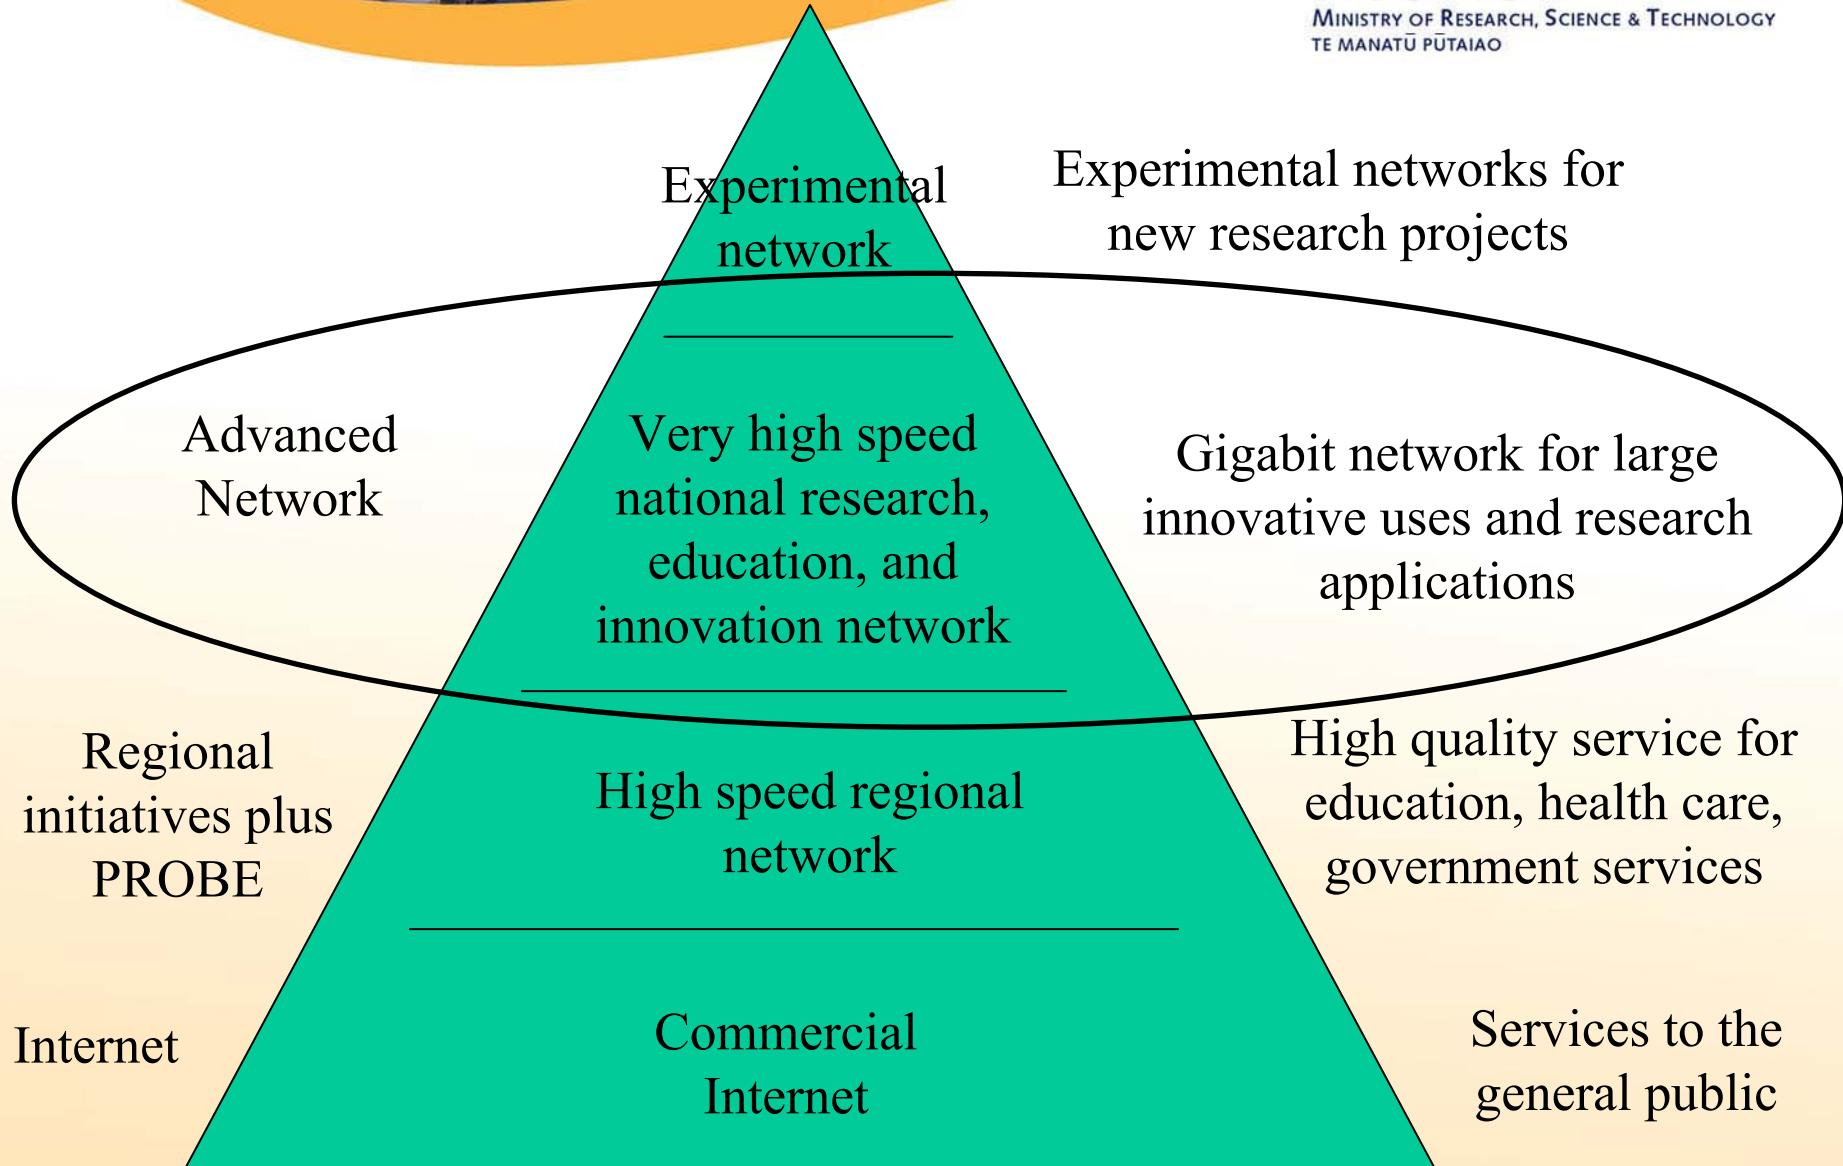 MINISTRY OF RESEARCH, SCIENCE & TECHNOLOGY
TE MANATŪ PŪTAIAO
Experimental
network
Experimental networks for
new research projects
Advanced
Network
Very high speed
national research,
education, and
innovation network
Gigabit network for large
innovative uses and research
applications
Regional
initiatives plus
PROBE
High speed regional
network
High quality service for
education, health care,
government services
Internet
Commercial
Internet
Services to the
general public